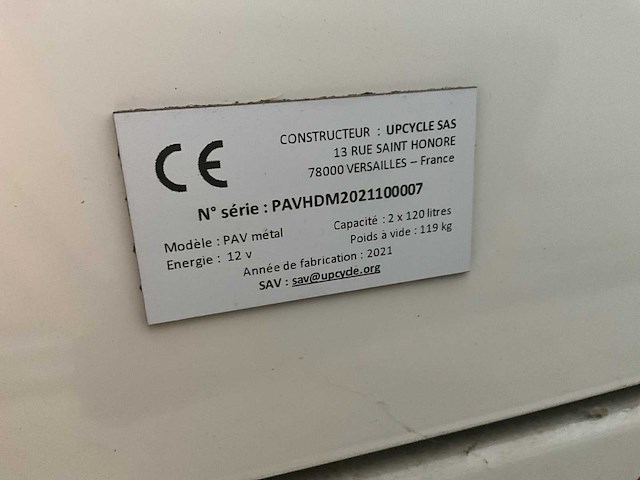 CE
CONSTRUCTEUR : UPCYCLE SAS
13 RUE SAINT HONORE
78000 VERSAILLES – France
N° série : PAVHDM2021100007
Modèle : PAV métal
Capacité : 2 x 120 litres
Energie : 12 v
Poids à vide : 119 kg
Année de fabrication : 2021
SAV : sav@upcycle.org